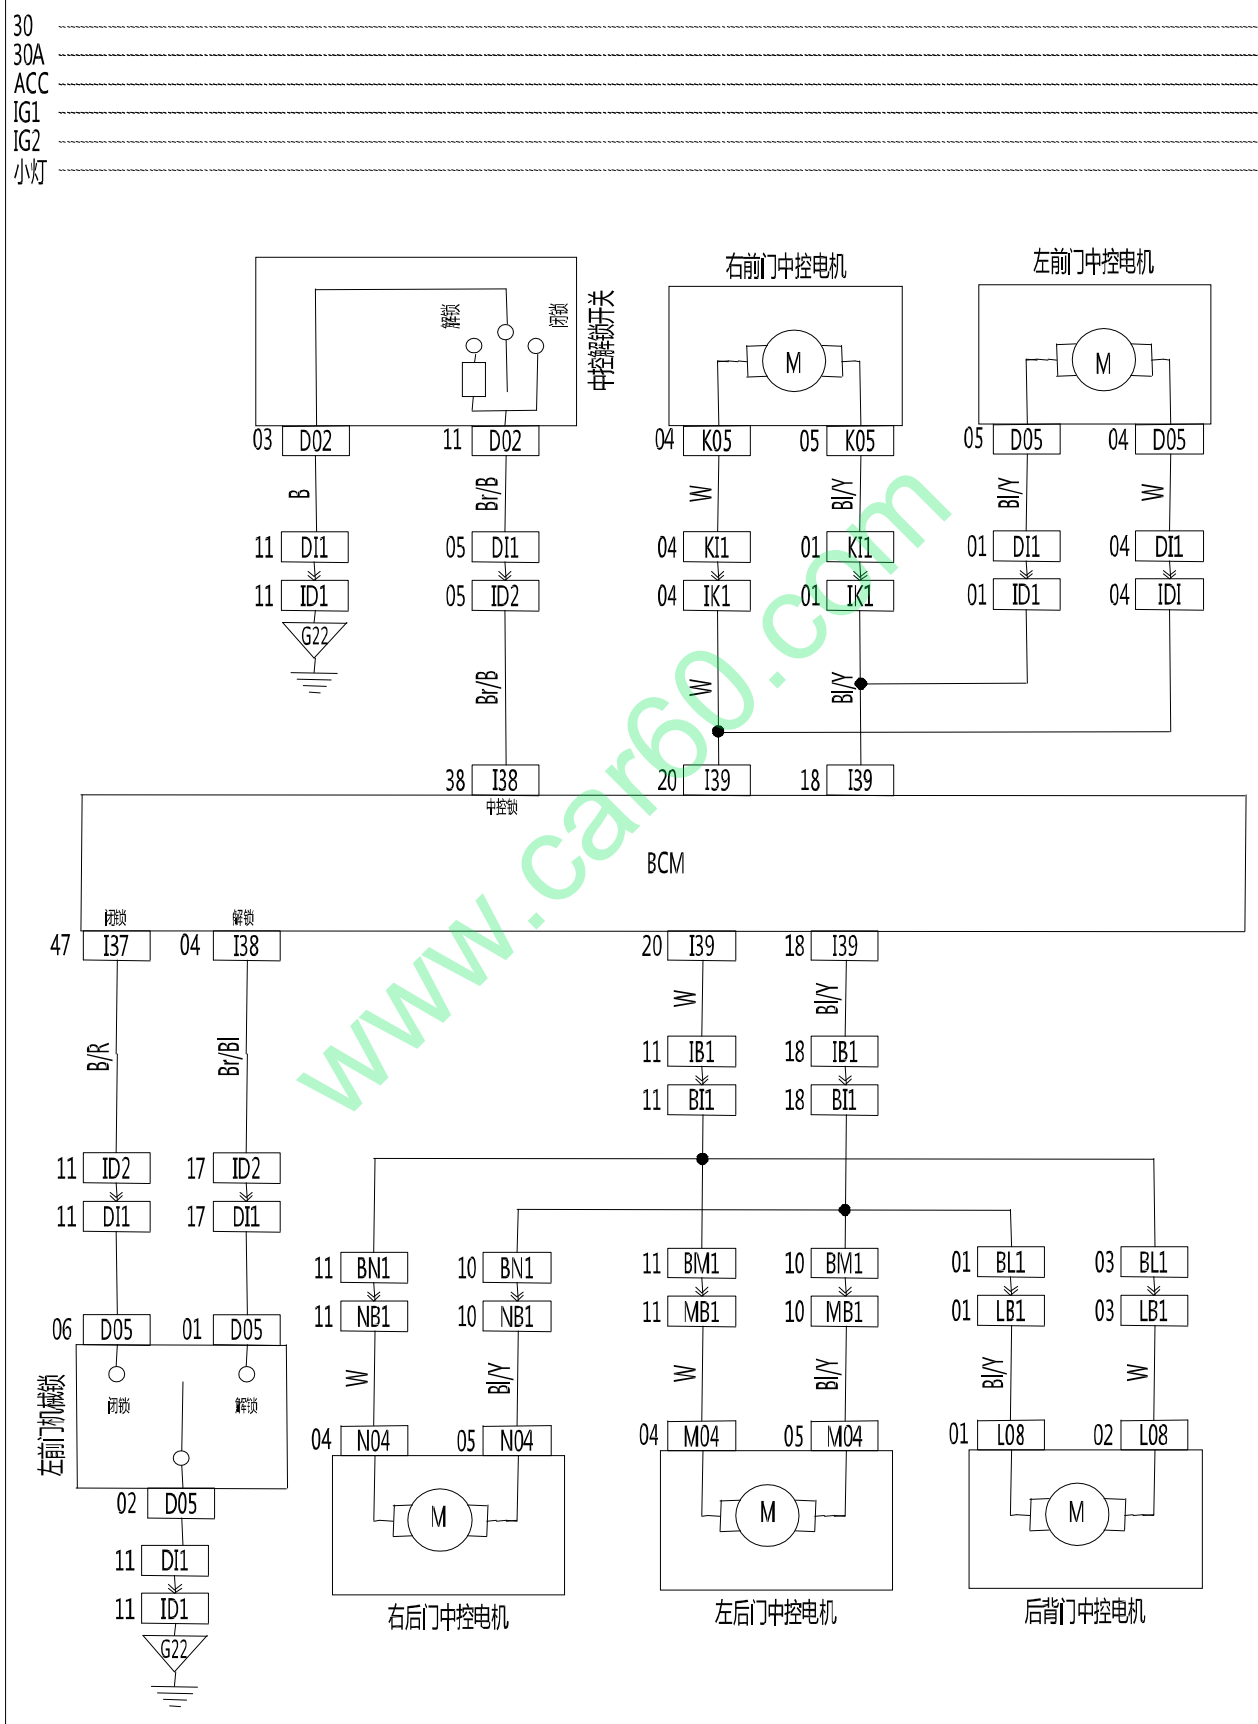 30
30A
ACC
IG1
IG2
小灯
右前门中控电机
左前门中控电机
解锁
闭锁
中控解锁开关
M
M
03 D02
11 D02
04 K05
05 K05
05 D05
04 D05
B
Br/B
W
Bl/Y
Bl/Y
W
11 DI1
05 DI1
04 KI1
01 KI1
01 DI1
04 DI1
11 ID1
05 ID2
04 IK1
01 IK1
01 ID1
04 IDI
G22
Br/B
W
Bl/Y
38 I38
20 I39
18 I39
中控锁
BCM
闭锁
解锁
47 I37
04 I38
20 I39
18 I39
B/R
Br/Bl
W
Bl/Y
11 IB1
18 IB1
11 BI1
18 BI1
11 ID2
17 ID2
11 DI1
17 DI1
11 BN1
10 BN1
11 BM1
10 BM1
01 BL1
03 BL1
11 NB1
10 NB1
11 MB1
10 MB1
01 LB1
03 LB1
06 D05
01 D05
W
Bl/Y
W
Bl/Y
Bl/Y
W
闭锁
解锁
左前门机械锁
04 N04
05 N04
04 M04
05 M04
01 L08
02 L08
02 D05
M
M
M
11 DI1
11 ID1
G22
右后门中控电机
左后门中控电机
后背门中控电机
www.car60.com